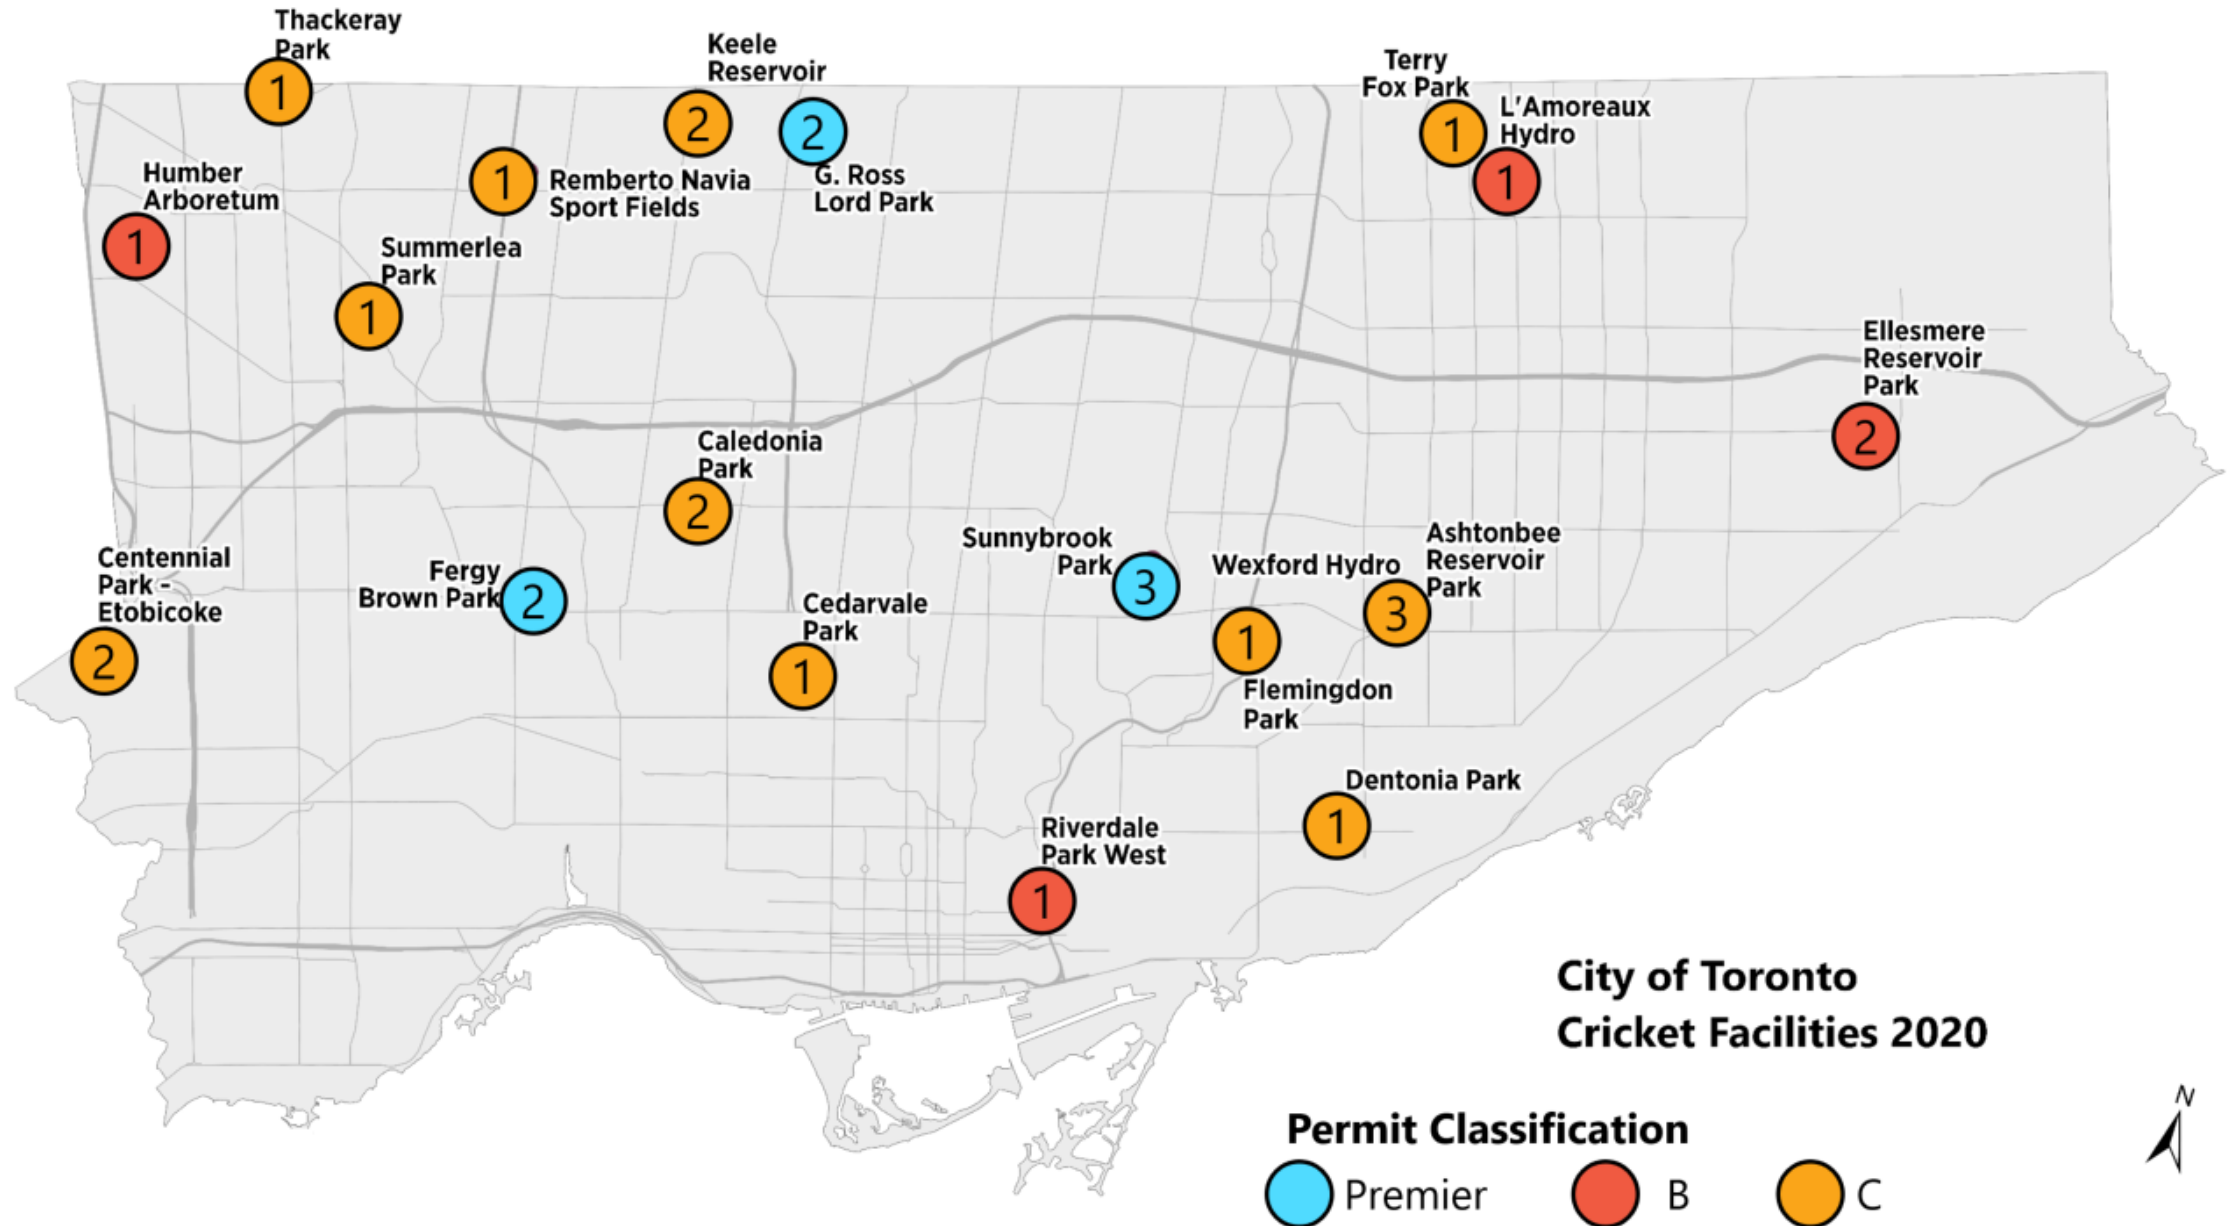 Thackeray
Park
1
Keele
Reservoir
2
2
G. Ross
Lord Park
Terry
Fox Park
1
L'Amoreaux
Hydro
1
Humber
Arboretum
1
1
Remberto Navia
Sport Fields
Summerlea
Park
1
Ellesmere
Reservoir
Park
2
Caledonia
Park
2
Centennial
Park -
Etobicoke
2
Fergy
Brown Park
2
Cedarvale
Park
1
Sunnybrook
Park
3
Wexford Hydro
Ashtonbee
Reservoir
Park
3
1
Flemingdon
Park
Dentonia Park
1
Riverdale
Park West
1
City of Toronto
Cricket Facilities 2020
N
Permit Classification
Premier
B
C